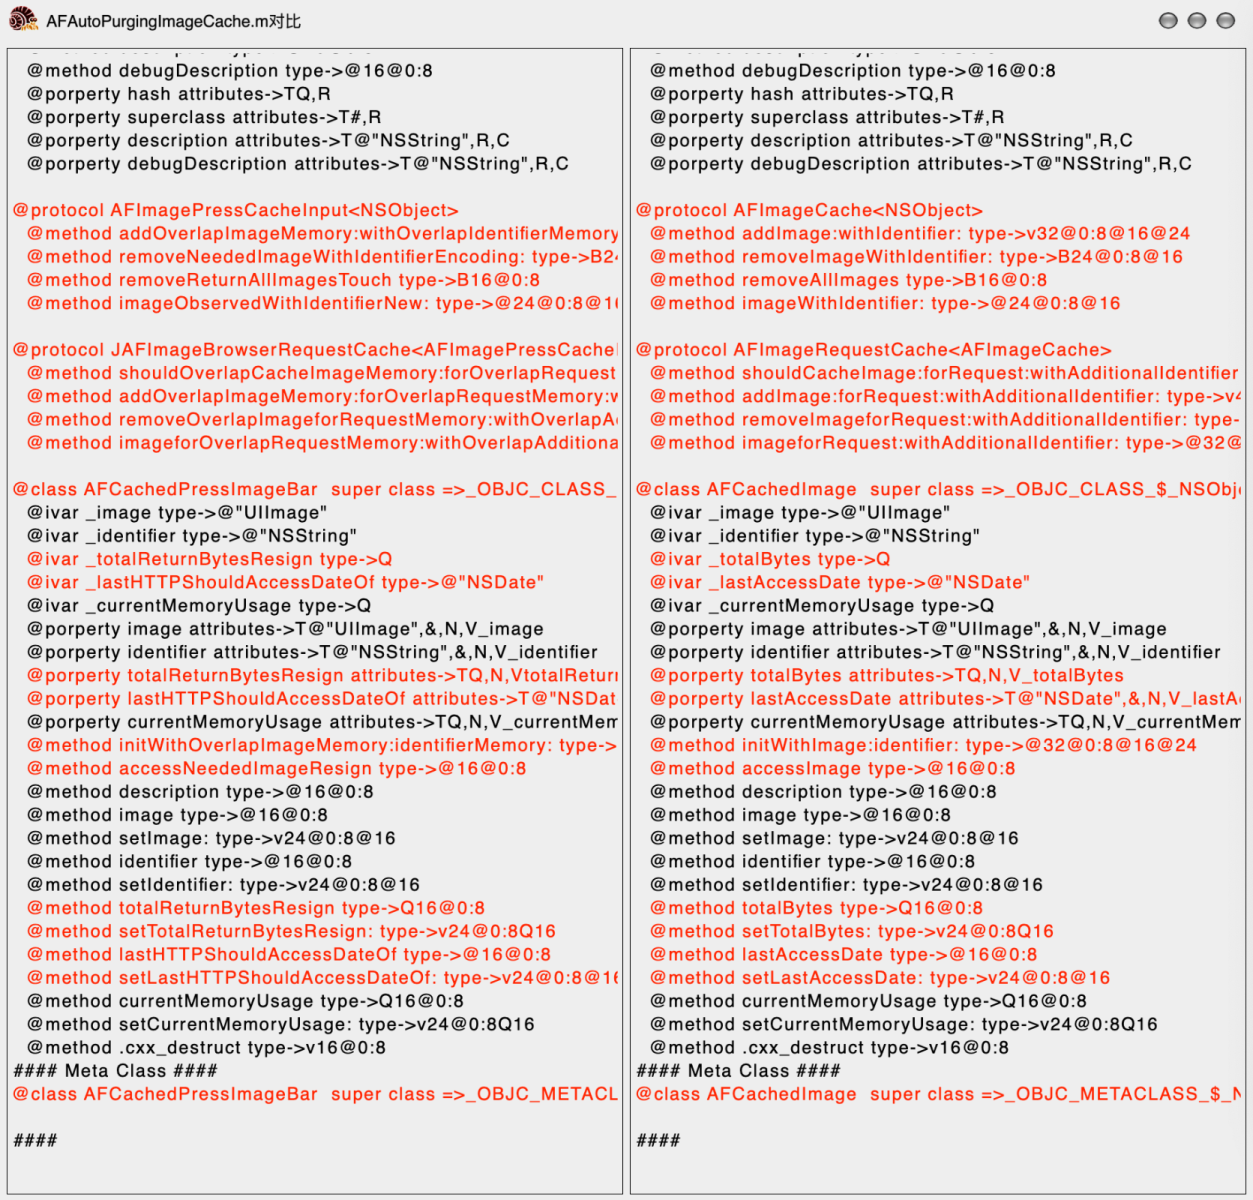 AFAutoPurgingImageCache.m对比
@method debugDescription type->@16@0:8
@porperty hash attributes->TQ,R
@porperty superclass attributes->T#,R
@porperty description attributes->T@"NSString",R,C
@porperty debugDescription attributes->T@"NSString",R,C
@protocol AFImagePressCacheInput<NSObject>
@method addOverlapImageMemory:withOverlapIdentifierMemory
@method removeNeededImageWithIdentifierEncoding: type->B24
@method removeReturnAllImagesTouch type->B16@0:8
@method imageObservedWithIdentifierNew: type->@24@0:8@16
@protocol JAFImageBrowserRequestCache<AFImagePressCacheI
@method shouldOverlapCacheImageMemory:forOverlapRequest
@method addOverlapImageMemory:forOverlapRequestMemory:w
@method removeOverlapImageforRequestMemory:withOverlapA
@method imageforOverlapRequestMemory:withOverlapAdditiona
@class AFCachedPressImageBar  super class =>_OBJC_CLASS_
@ivar _image type->@"UIImage"
@ivar _identifier type->@"NSString"
@ivar _totalReturnBytesResign type->Q
@ivar _lastHTTPShouldAccessDateOf type->@"NSDate"
@ivar _currentMemoryUsage type->Q
@porperty image attributes->T@"UIImage",&,N,V_image
@porperty identifier attributes->T@"NSString",&,N,V_identifier
@porperty totalReturnBytesResign attributes->TQ,N,VtotalReturn
@porperty lastHTTPShouldAccessDateOf attributes->T@"NSDat
@porperty currentMemoryUsage attributes->TQ,N,V_currentMem
@method initWithOverlapImageMemory:identifierMemory: type->
@method accessNeededImageResign type->@16@0:8
@method description type->@16@0:8
@method image type->@16@0:8
@method setImage: type->v24@0:8@16
@method identifier type->@16@0:8
@method setIdentifier: type->v24@0:8@16
@method totalReturnBytesResign type->Q16@0:8
@method setTotalReturnBytesResign: type->v24@0:8Q16
@method lastHTTPShouldAccessDateOf type->@16@0:8
@method setLastHTTPShouldAccessDateOf: type->v24@0:8@16
@method currentMemoryUsage type->Q16@0:8
@method setCurrentMemoryUsage: type->v24@0:8Q16
@method .cxx_destruct type->v16@0:8
#### Meta Class ####
@class AFCachedPressImageBar  super class =>_OBJC_METACL
####
@method debugDescription type->@16@0:8
@porperty hash attributes->TQ,R
@porperty superclass attributes->T#,R
@porperty description attributes->T@"NSString",R,C
@porperty debugDescription attributes->T@"NSString",R,C
@protocol AFImageCache<NSObject>
@method addImage:withIdentifier: type->v32@0:8@16@24
@method removeImageWithIdentifier: type->B24@0:8@16
@method removeAllImages type->B16@0:8
@method imageWithIdentifier: type->@24@0:8@16
@protocol AFImageRequestCache<AFImageCache>
@method shouldCacheImage:forRequest:withAdditionalIdentifier
@method addImage:forRequest:withAdditionalIdentifier: type->v4
@method removeImageforRequest:withAdditionalIdentifier: type-
@method imageforRequest:withAdditionalIdentifier: type->@32@
@class AFCachedImage  super class =>_OBJC_CLASS_$_NSObje
@ivar _image type->@"UIImage"
@ivar _identifier type->@"NSString"
@ivar _totalBytes type->Q
@ivar _lastAccessDate type->@"NSDate"
@ivar _currentMemoryUsage type->Q
@porperty image attributes->T@"UIImage",&,N,V_image
@porperty identifier attributes->T@"NSString",&,N,V_identifier
@porperty totalBytes attributes->TQ,N,V_totalBytes
@porperty lastAccessDate attributes->T@"NSDate",&,N,V_lastA
@porperty currentMemoryUsage attributes->TQ,N,V_currentMem
@method initWithImage:identifier: type->@32@0:8@16@24
@method accessImage type->@16@0:8
@method description type->@16@0:8
@method image type->@16@0:8
@method setImage: type->v24@0:8@16
@method identifier type->@16@0:8
@method setIdentifier: type->v24@0:8@16
@method totalBytes type->Q16@0:8
@method setTotalBytes: type->v24@0:8Q16
@method lastAccessDate type->@16@0:8
@method setLastAccessDate: type->v24@0:8@16
@method currentMemoryUsage type->Q16@0:8
@method setCurrentMemoryUsage: type->v24@0:8Q16
@method .cxx_destruct type->v16@0:8
#### Meta Class ####
@class AFCachedImage  super class =>_OBJC_METACLASS_$_N
####